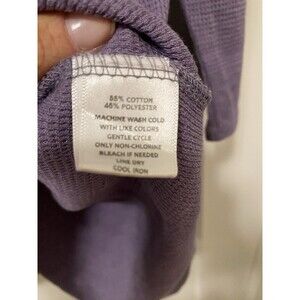 55% COTTON
45% POLYESTER
MACHINE WASH COLD
WITH LIKE COLORS
GENTLE CYCLE
ONLY NON-CHLORINE
BLEACH IF NEEDED
LINE DRY
COOL IRON